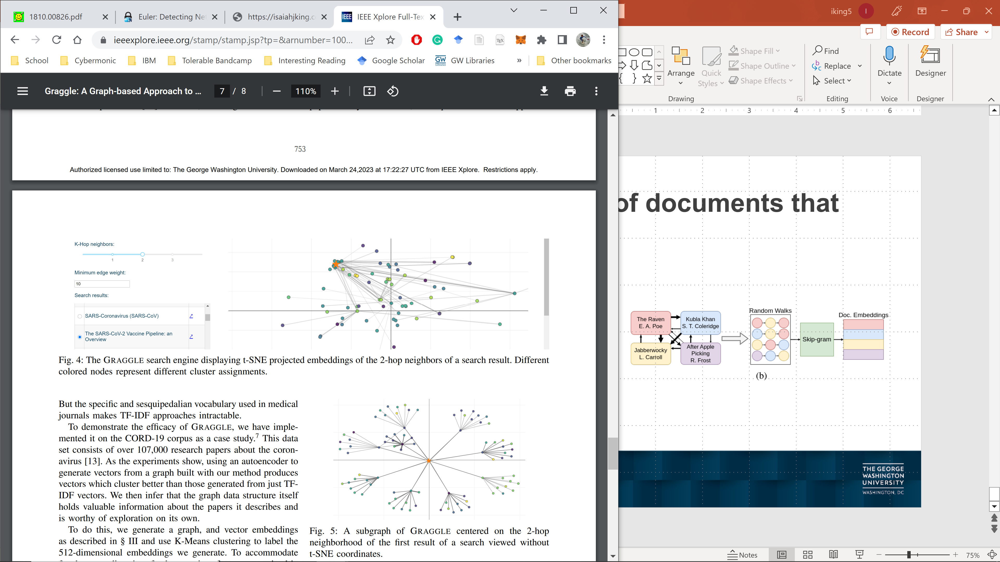 1810.00826.pdf
Euler: Detecting Ne
https://isaiahjking.c
IEEE Xplore Full-Tex
ieeexplore.ieee.org/stamp/stamp.jsp?tp=&arnumber=100...
School
Cybermonic
IBM
Tolerable Bandcamp
Interesting Reading
Google Scholar
GW Libraries
»
Other bookmarks
Graggle: A Graph-based Approach to ...
7 / 8
110%
753
Authorized licensed use limited to: The George Washington University. Downloaded on March 24,2023 at 17:22:27 UTC from IEEE Xplore. Restrictions apply.
K-Hop neighbors:
1 2 3
Minimum edge weight:
10
Search results:
SARS-Coronavirus (SARS-CoV)
The SARS-CoV-2 Vaccine Pipeline: an
Overview
Fig. 4: The GRAGGLE search engine displaying t-SNE projected embeddings of the 2-hop neighbors of a search result. Different
colored nodes represent different cluster assignments.
But the specific and sesquipedalian vocabulary used in medical
journals makes TF-IDF approaches intractable.
To demonstrate the efficacy of GRAGGLE, we have imple-
mented it on the CORD-19 corpus as a case study.7 This data
set consists of over 107,000 research papers about the coron-
avirus [13]. As the experiments show, using an autoencoder to
generate vectors from a graph built with our method produces
vectors which cluster better than those generated from just TF-
IDF vectors. We then infer that the graph data structure itself
holds valuable information about the papers it describes and
is worthy of exploration on its own.
To do this, we generate a graph, and vector embeddings
as described in § III and use K-Means clustering to label the
512-dimensional embeddings we generate. To accommodate
Fig. 5: A subgraph of GRAGGLE centered on the 2-hop
neighborhood of the first result of a search viewed without
t-SNE coordinates.
iking5
I
Record
Share
Arrange
Quick
Styles
Shape Fill
Shape Outline
Shape Effects
Drawing
Find
Replace
Select
Editing
Dictate
Voice
Designer
Designer
1 2 3 4 5 6
of documents that
The Raven
E. A. Poe
Kubla Khan
S. T. Coleridge
Jabberwocky
L. Carroll
After Apple
Picking
R. Frost
Random Walks
Skip-gram
Doc. Embeddings
(b)
THE GEORGE
WASHINGTON
UNIVERSITY
WASHINGTON, DC
Notes
75%